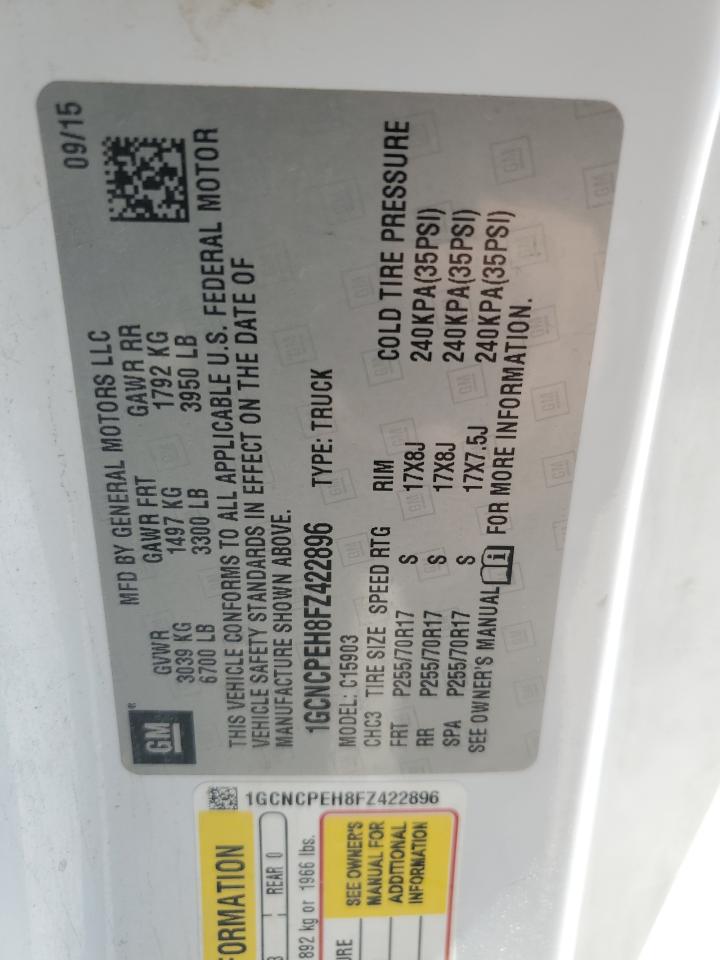 GM
09/15
MFD BY GENERAL MOTORS LLC
GVWR GAWR FRT GAWR RR
3039 KG 1497 KG 1792 KG
6700 LB 3300 LB 3950 LB
THIS VEHICLE CONFORMS TO ALL APPLICABLE U.S. FEDERAL MOTOR
VEHICLE SAFETY STANDARDS IN EFFECT ON THE DATE OF
MANUFACTURE SHOWN ABOVE.
1GCNCPEH8FZ422896 TYPE: TRUCK
MODEL: C15903
CHC3 TIRE SIZE SPEED RTG RIM COLD TIRE PRESSURE
FRT P255/70R17 S 17X8J 240KPA(35PSI)
RR P255/70R17 S 17X8J 240KPA(35PSI)
SPA P255/70R17 S 17X7.5J 240KPA(35PSI)
SEE OWNER'S MANUAL i FOR MORE INFORMATION.
1GCNCPEH8FZ422896
ORMATION
REAR 0
892 kg or 1966 lbs.
SEE OWNER'S
MANUAL FOR
ADDITIONAL
INFORMATION